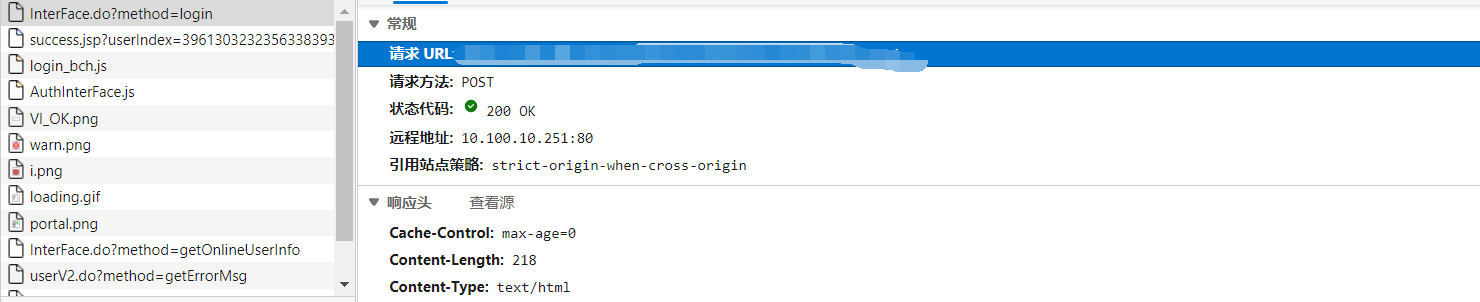 InterFace.do?method=login
success.jsp?userIndex=3961303232356338393
login_bch.js
AuthInterFace.js
VI_OK.png
warn.png
i.png
loading.gif
portal.png
InterFace.do?method=getOnlineUserInfo
userV2.do?method=getErrorMsg
常规
请求 URL:
请求方法: POST
状态代码: 200 OK
远程地址: 10.100.10.251:80
引用站点策略: strict-origin-when-cross-origin
响应头 查看源
Cache-Control: max-age=0
Content-Length: 218
Content-Type: text/html